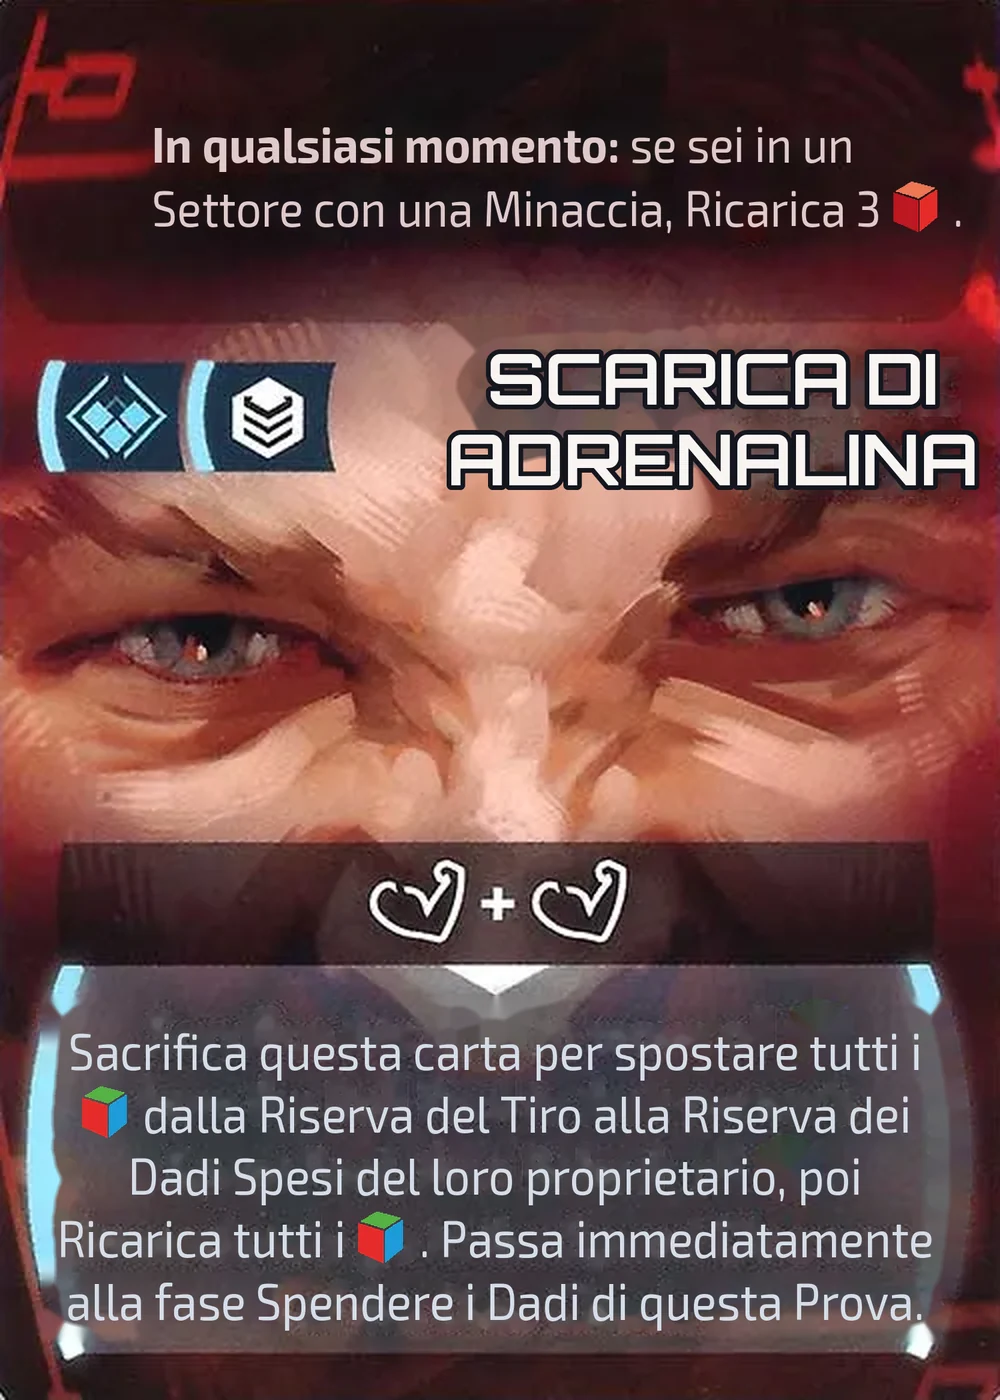 In qualsiasi momento: se sei in un
Settore con una Minaccia, Ricarica 3 .
SCARICA DI
ADRENALINA
+
Sacrifica questa carta per spostare tutti i
dalla Riserva del Tiro alla Riserva dei
Dadi Spesi del loro proprietario, poi
Ricarica tutti i . Passa immediatamente
alla fase Spendere i Dadi di questa Prova.